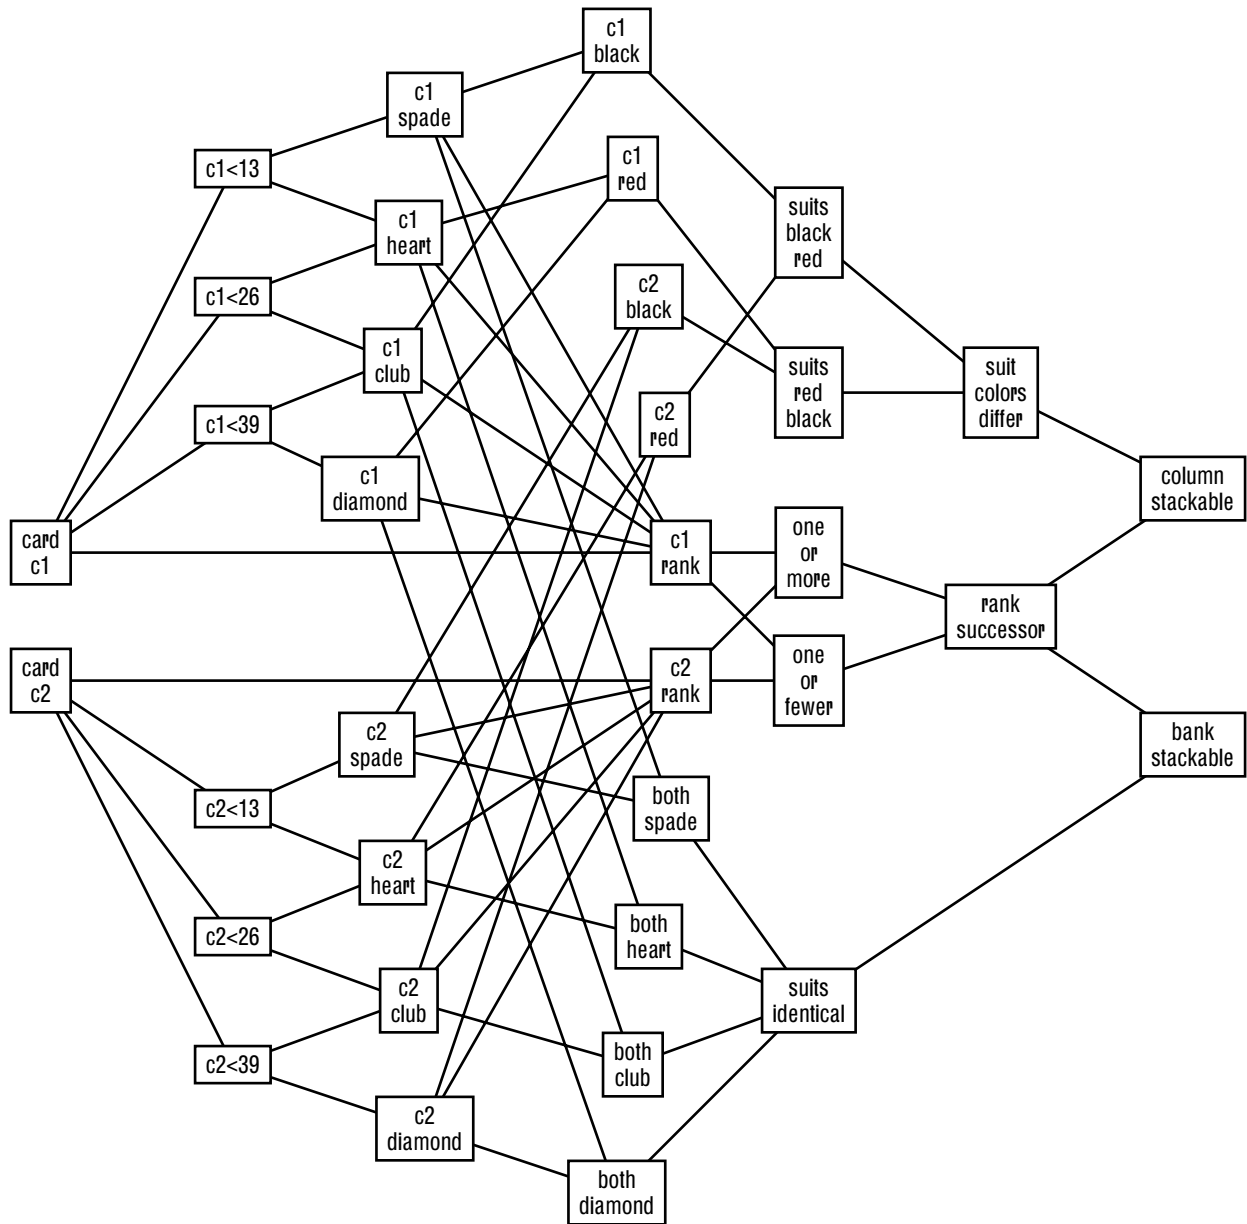 c1
black
c1
spade
c1<13
c1
red
c1
heart
suits
black
red
c1<26
c2
black
c1
club
suits
red
black
suit
colors
differ
c1<39
c2
red
c1
diamond
column
stackable
card
c1
c1
rank
one
or
more
rank
successor
card
c2
c2
rank
one
or
fewer
c2
spade
bank
stackable
c2<13
both
spade
c2
heart
c2<26
both
heart
c2
club
suits
identical
c2<39
both
club
c2
diamond
both
diamond